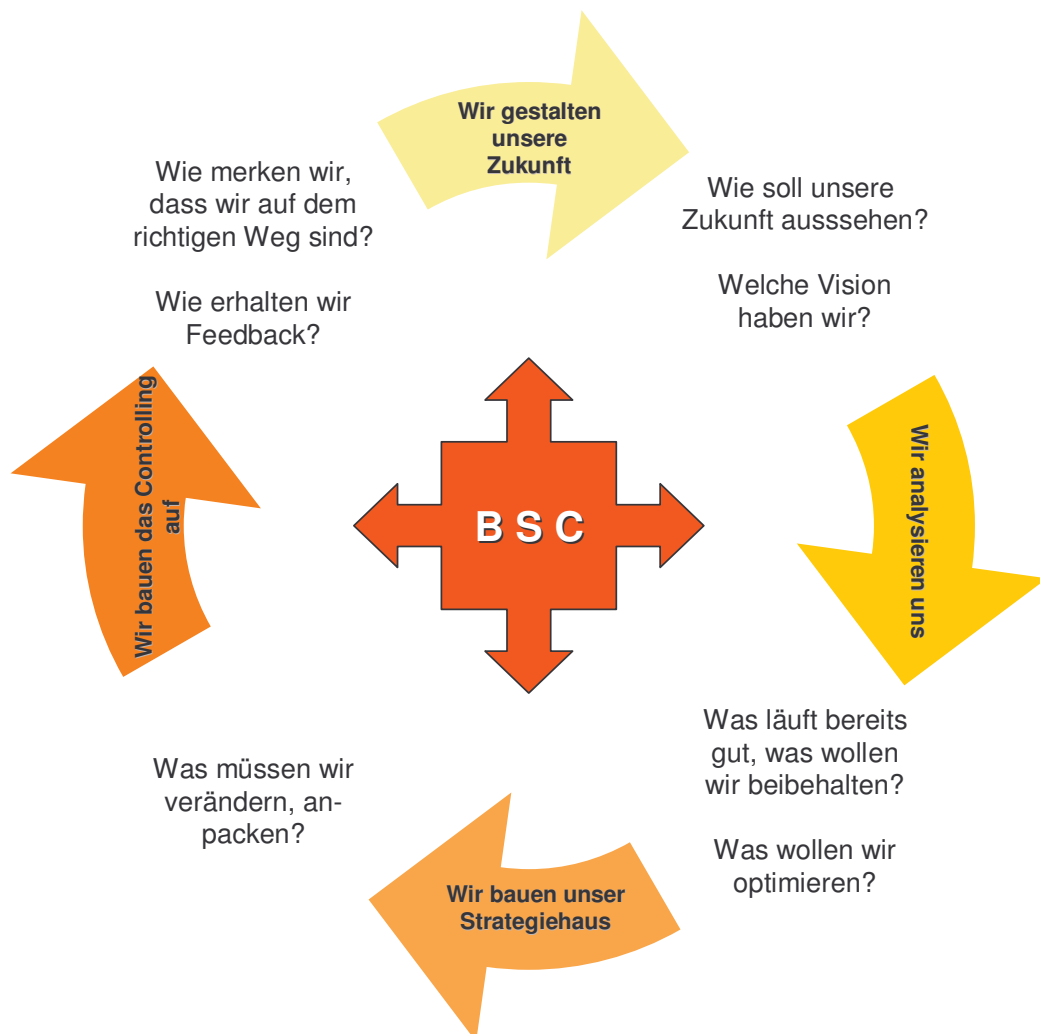 Wir gestalten
unsere
Zukunft
Wie soll unsere
Zukunft ausssehen?
Welche Vision
haben wir?
Wir analysieren uns
Was läuft bereits
gut, was wollen
wir beibehalten?
Was wollen wir
optimieren?
Wir bauen unser
Strategiehaus
Was müssen wir
verändern, an-
packen?
Wir bauen das Controlling
auf
Wie merken wir,
dass wir auf dem
richtigen Weg sind?
Wie erhalten wir
Feedback?
B S C